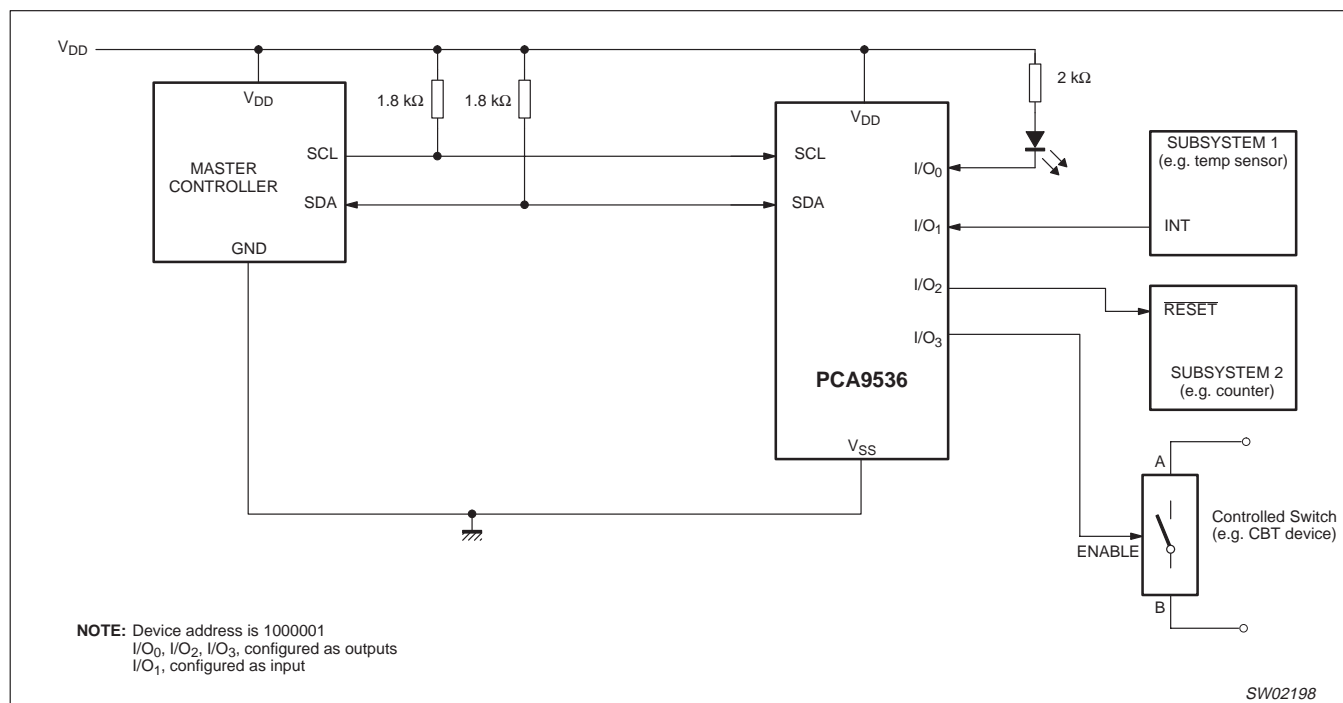 VDD
VDD
1.8 kΩ
1.8 kΩ
2 kΩ
VDD
MASTER
CONTROLLER
SCL
SDA
GND
SCL
SDA
I/O0
I/O1
I/O2
I/O3
PCA9536
VSS
SUBSYSTEM 1
(e.g. temp sensor)
INT
RESET
SUBSYSTEM 2
(e.g. counter)
A
ENABLE
B
Controlled Switch
(e.g. CBT device)
NOTE: Device address is 1000001
I/O0, I/O2, I/O3, configured as outputs
I/O1, configured as input
SW02198